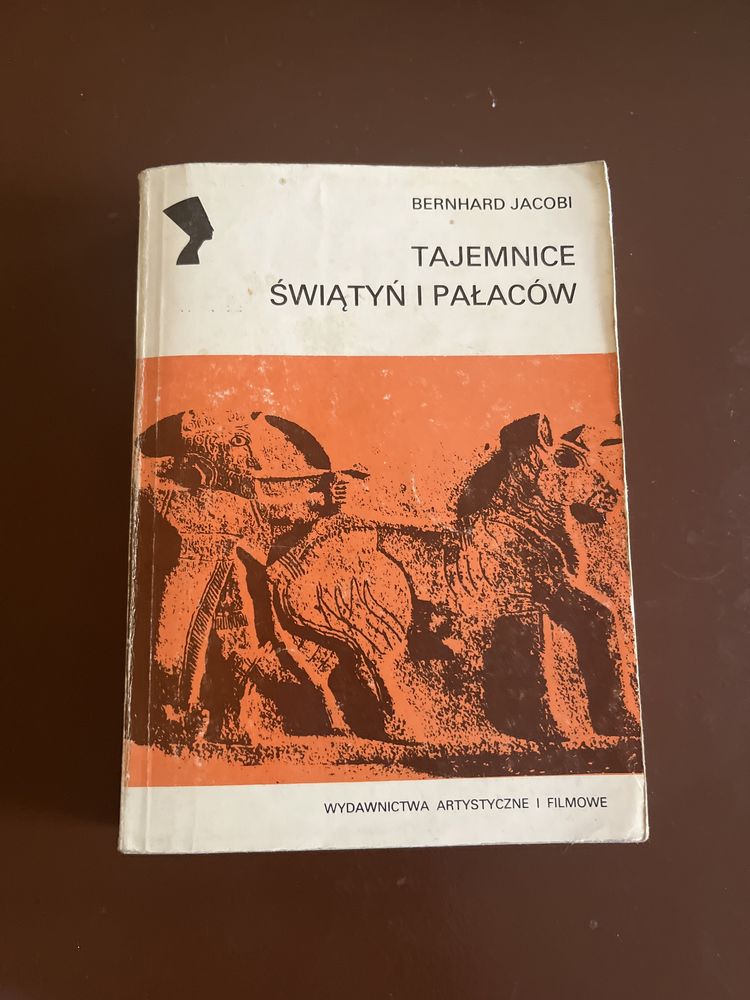 BERNHARD JACOBI
TAJEMNICE
ŚWIĄTYŃ I PAŁACÓW
WYDAWNICTWA ARTYSTYCZNE I FILMOWE